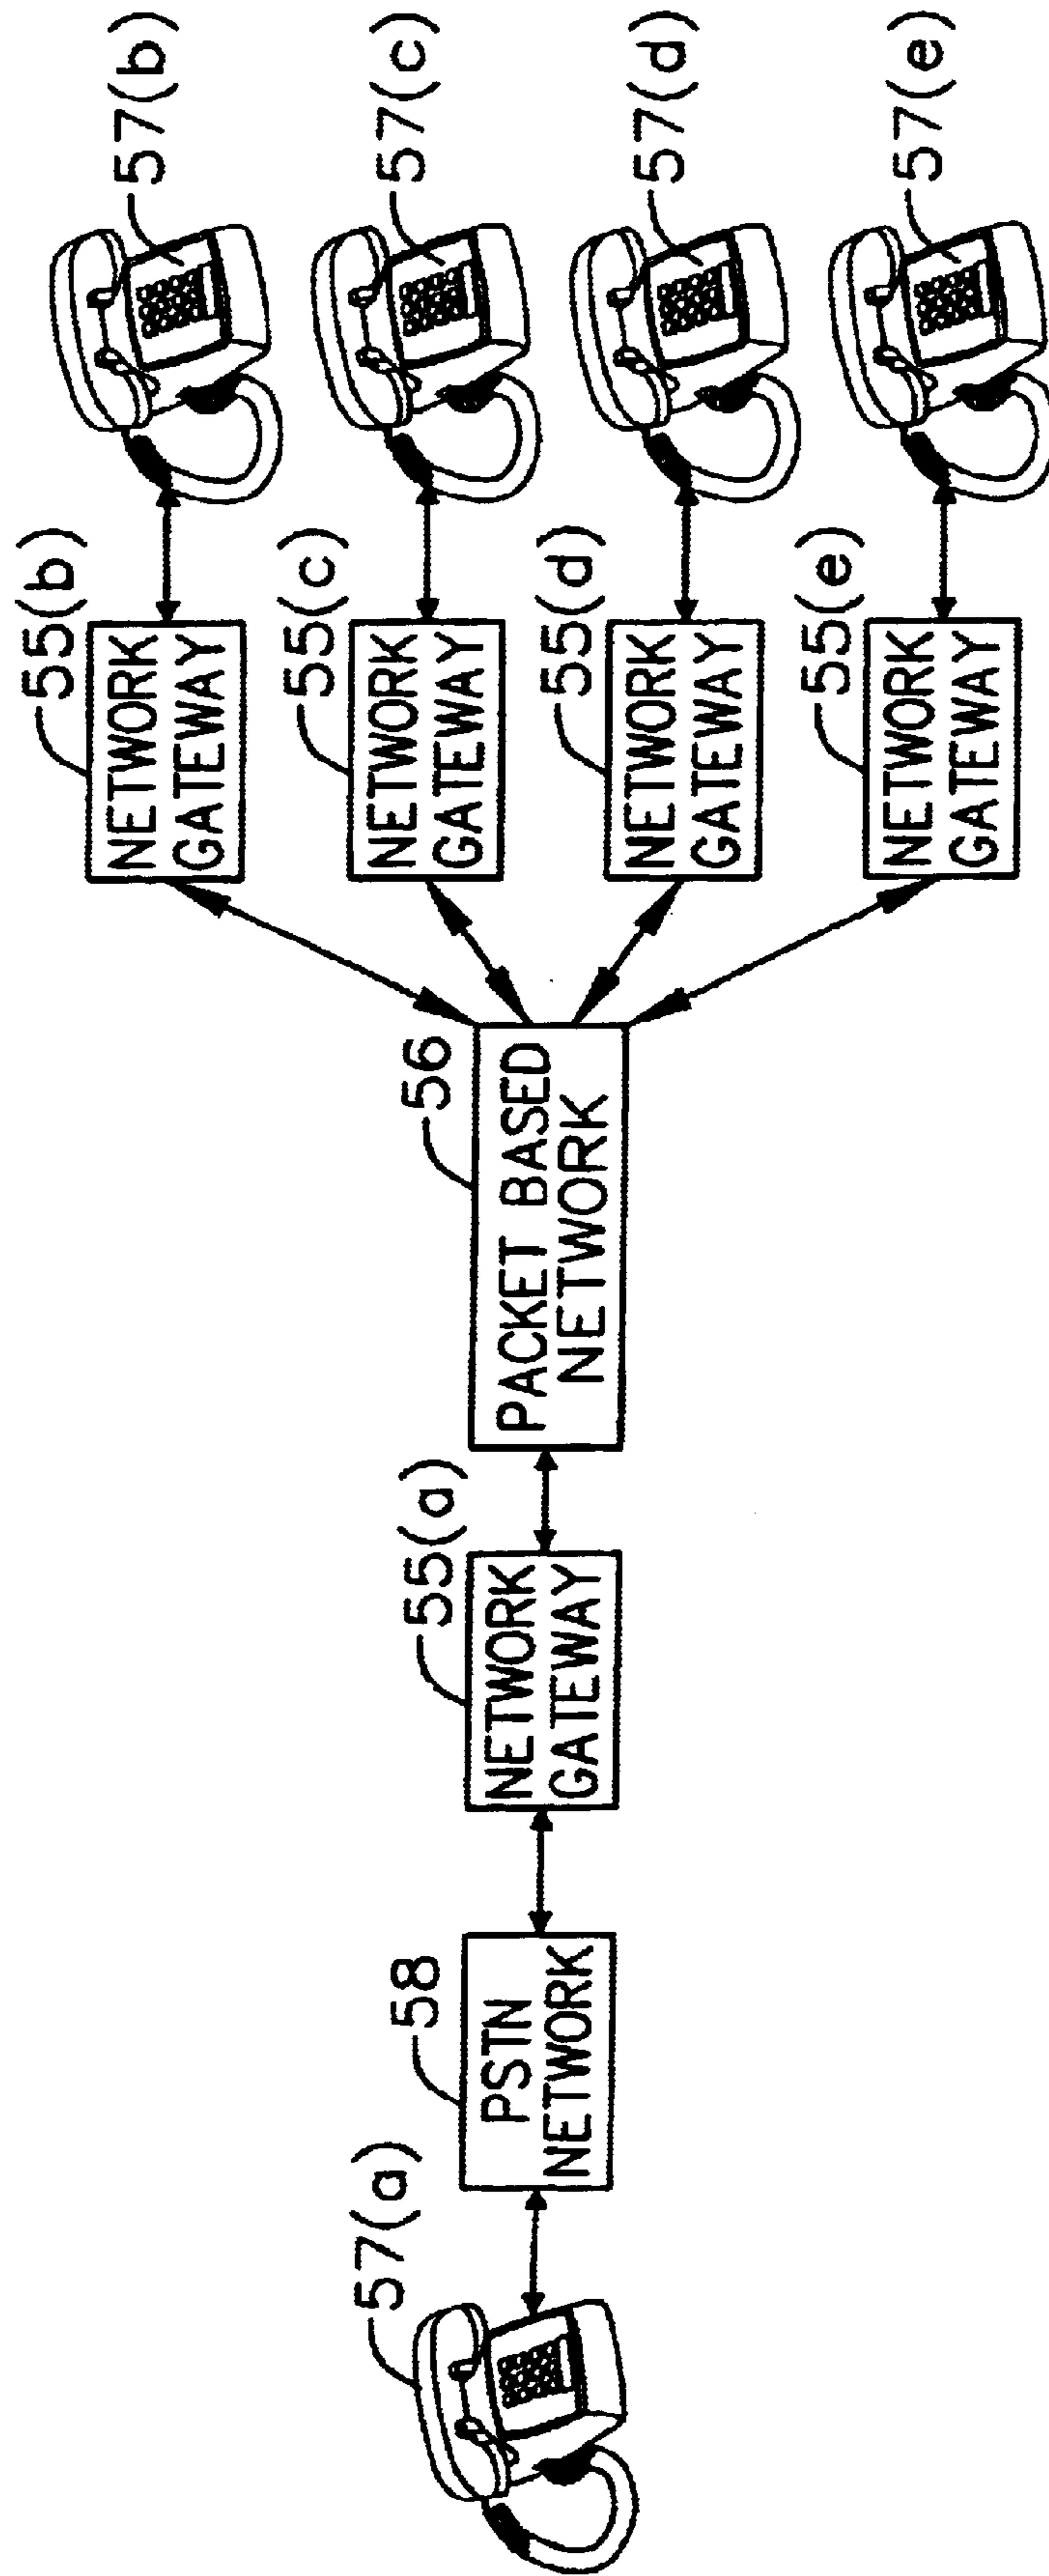 57(a)
58
PSTN
NETWORK
55(a)
NETWORK
GATEWAY
56
PACKET BASED
NETWORK
55(b)
NETWORK
GATEWAY
57(b)
55(c)
NETWORK
GATEWAY
57(c)
55(d)
NETWORK
GATEWAY
57(d)
55(e)
NETWORK
GATEWAY
57(e)